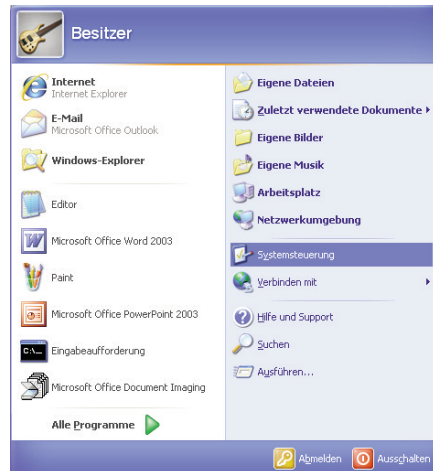 Besitzer
Internet
Internet Explorer
E-Mail
Microsoft Office Outlook
Windows-Explorer
Editor
Microsoft Office Word 2003
Paint
Microsoft Office PowerPoint 2003
C:\_
Eingabeaufforderung
Microsoft Office Document Imaging
Alle Programme
Eigene Dateien
Zuletzt verwendete Dokumente
Eigene Bilder
Eigene Musik
Arbeitsplatz
Netzwerkumgebung
Systemsteuerung
Verbinden mit
Hilfe und Support
Suchen
Ausführen...
Abmelden
Ausschalten